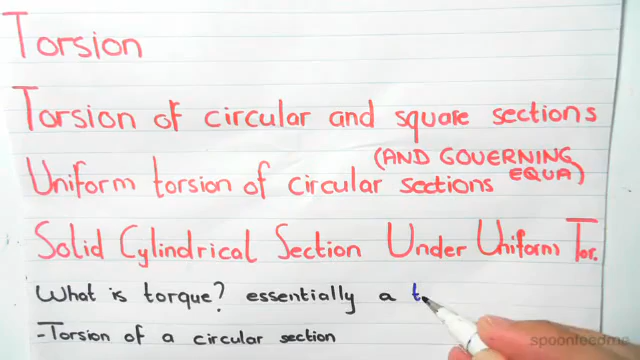 Torsion
Torsion of circular and square sections
(AND GOVERNING
Uniform torsion of circular sections EQUA)
Solid Cylindrical Section Under Uniform Tor.
What is torque? essentially a t
-Torsion of a circular section
spoonfeedme